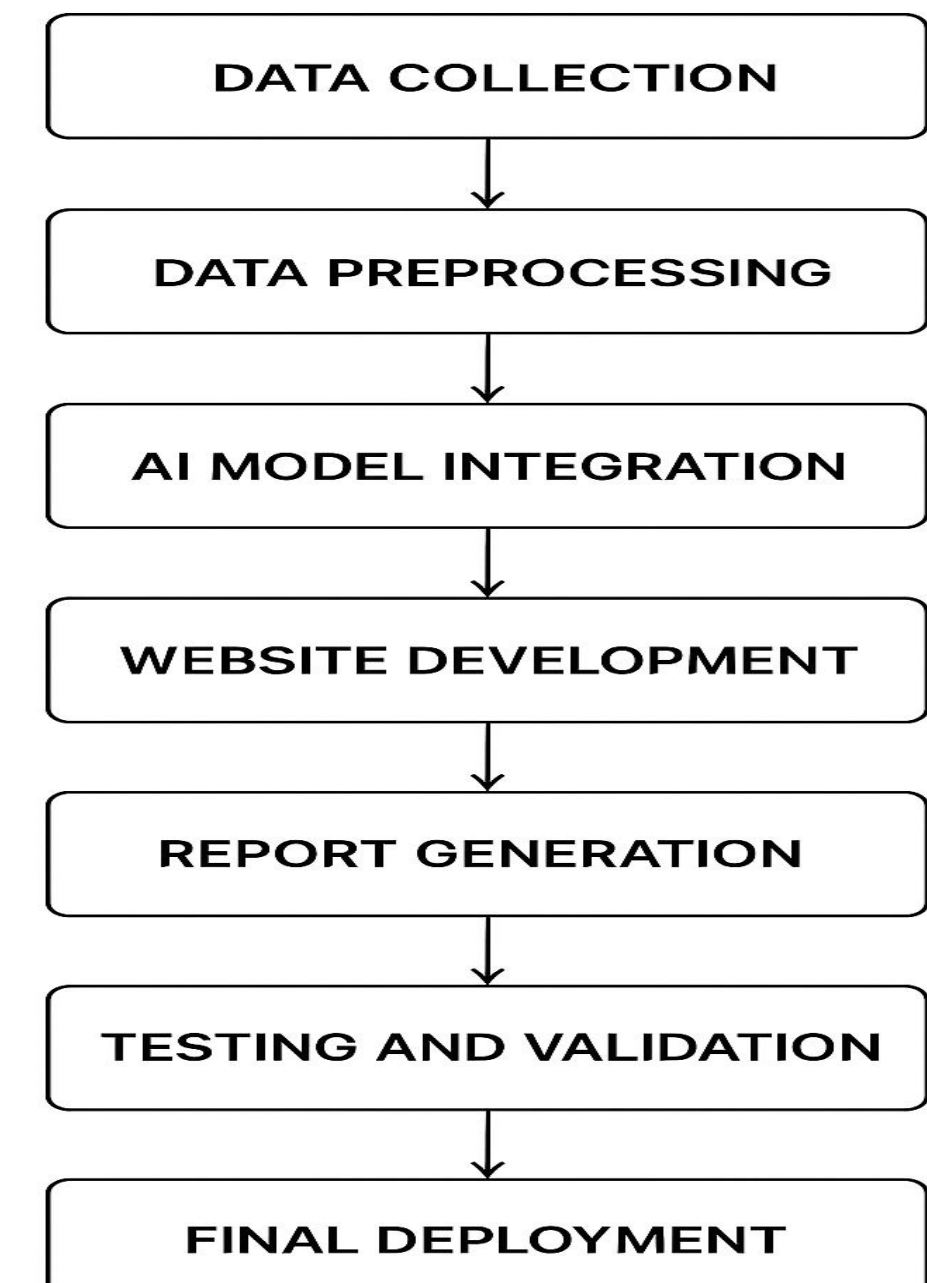 DATA COLLECTION
DATA PREPROCESSING
AI MODEL INTEGRATION
WEBSITE DEVELOPMENT
REPORT GENERATION
TESTING AND VALIDATION
FINAL DEPLOYMENT